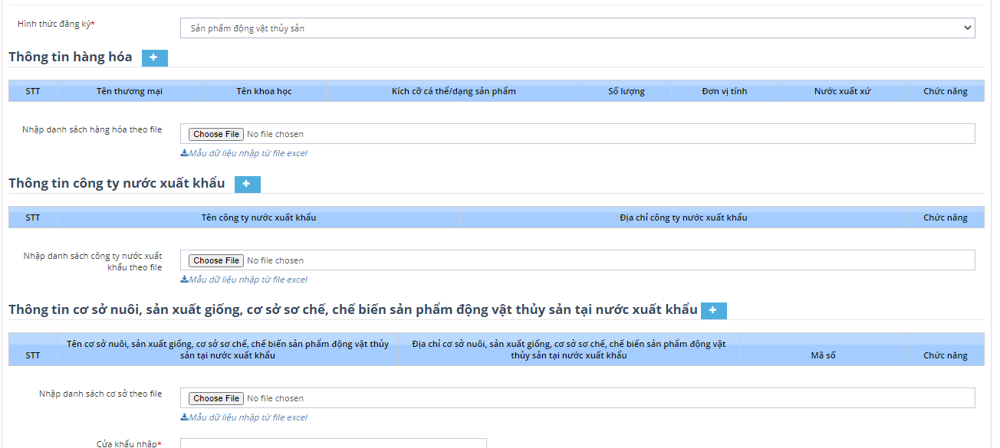 Hình thức đăng ký*
Sản phẩm động vật thủy sản
Thông tin hàng hóa +
STT Tên thương mại Tên khoa học Kích cỡ cá thể/dạng sản phẩm Số lượng Đơn vị tính Nước xuất xứ Chức năng
Nhập danh sách hàng hóa theo file
Choose File No file chosen
Mẫu dữ liệu nhập từ file excel
Thông tin công ty nước xuất khẩu +
STT Tên công ty nước xuất khẩu Địa chỉ công ty nước xuất khẩu Chức năng
Nhập danh sách công ty nước xuất
khẩu theo file
Choose File No file chosen
Mẫu dữ liệu nhập từ file excel
Thông tin cơ sở nuôi, sản xuất giống, cơ sở sơ chế, chế biến sản phẩm động vật thủy sản tại nước xuất khẩu +
STT
Tên cơ sở nuôi, sản xuất giống, cơ sở sơ chế, chế biến sản phẩm động vật thủy
sản tại nước xuất khẩu
Địa chỉ cơ sở nuôi, sản xuất giống, cơ sở sơ chế, chế biến sản phẩm động vật
thủy sản tại nước xuất khẩu
Mã số
Chức năng
Nhập danh sách cơ sở theo file
Choose File No file chosen
Mẫu dữ liệu nhập từ file excel
Cửa khẩu nhập*